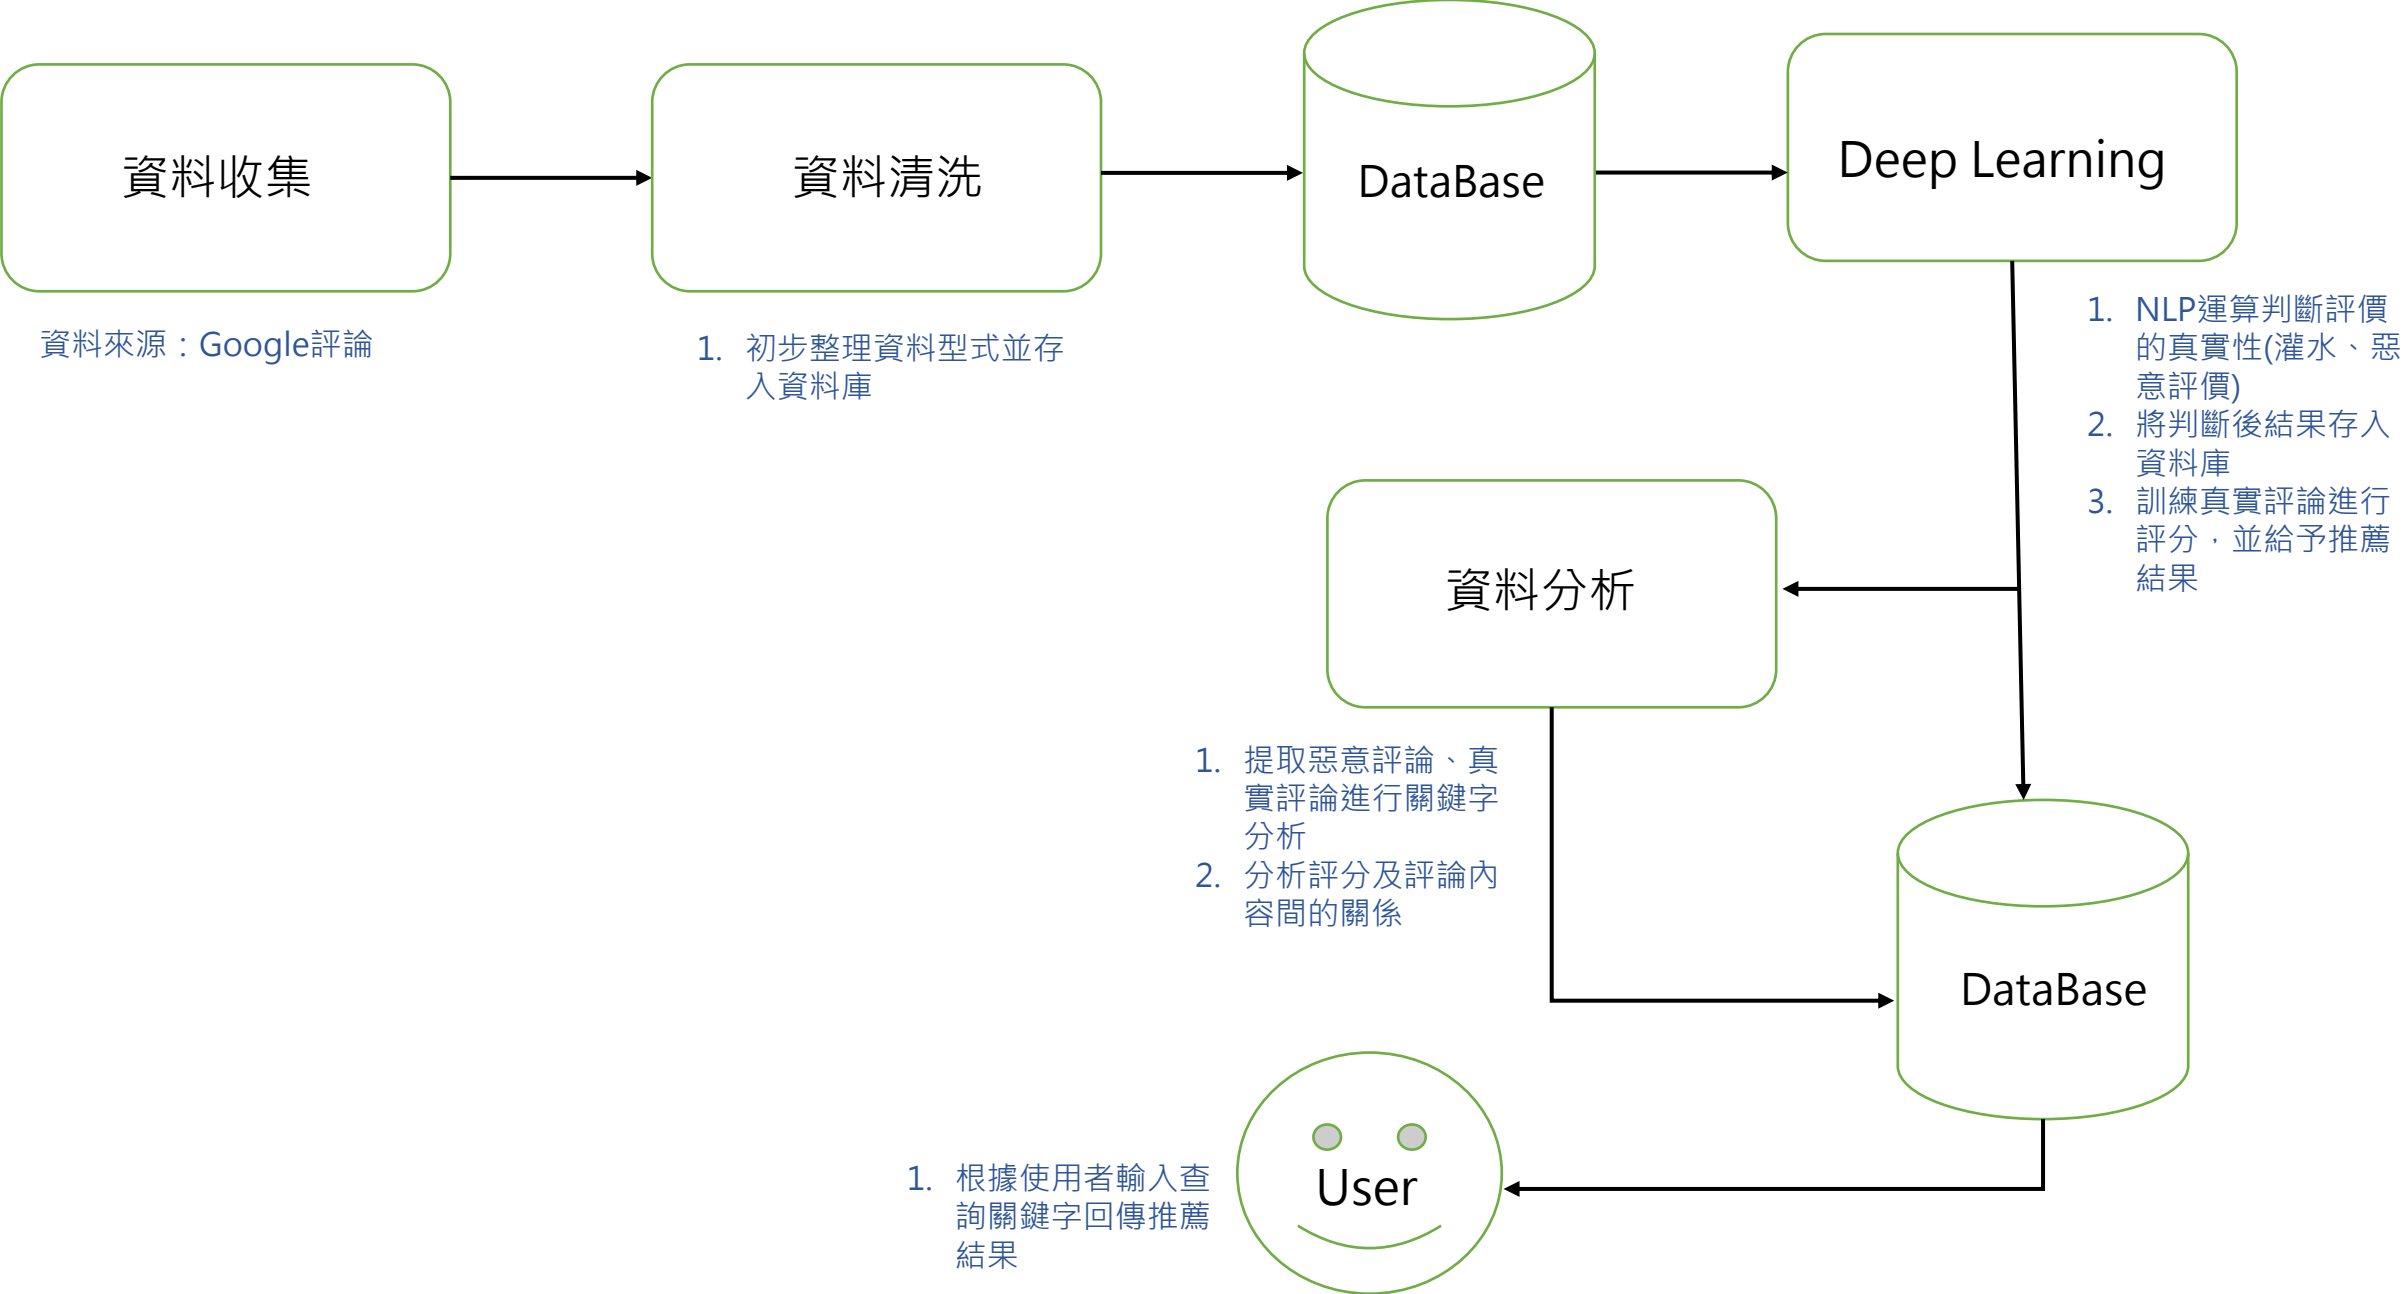 資料收集
資料來源：Google評論
資料清洗
1. 初步整理資料型式並存
入資料庫
DataBase
Deep Learning
1. NLP運算判斷評價
的真實性(灌水、惡
意評價)
2. 將判斷後結果存入
資料庫
3. 訓練真實評論進行
評分，並給予推薦
結果
資料分析
1. 提取惡意評論、真
實評論進行關鍵字
分析
2. 分析評分及評論內
容間的關係
DataBase
User
1. 根據使用者輸入查
詢關鍵字回傳推薦
結果